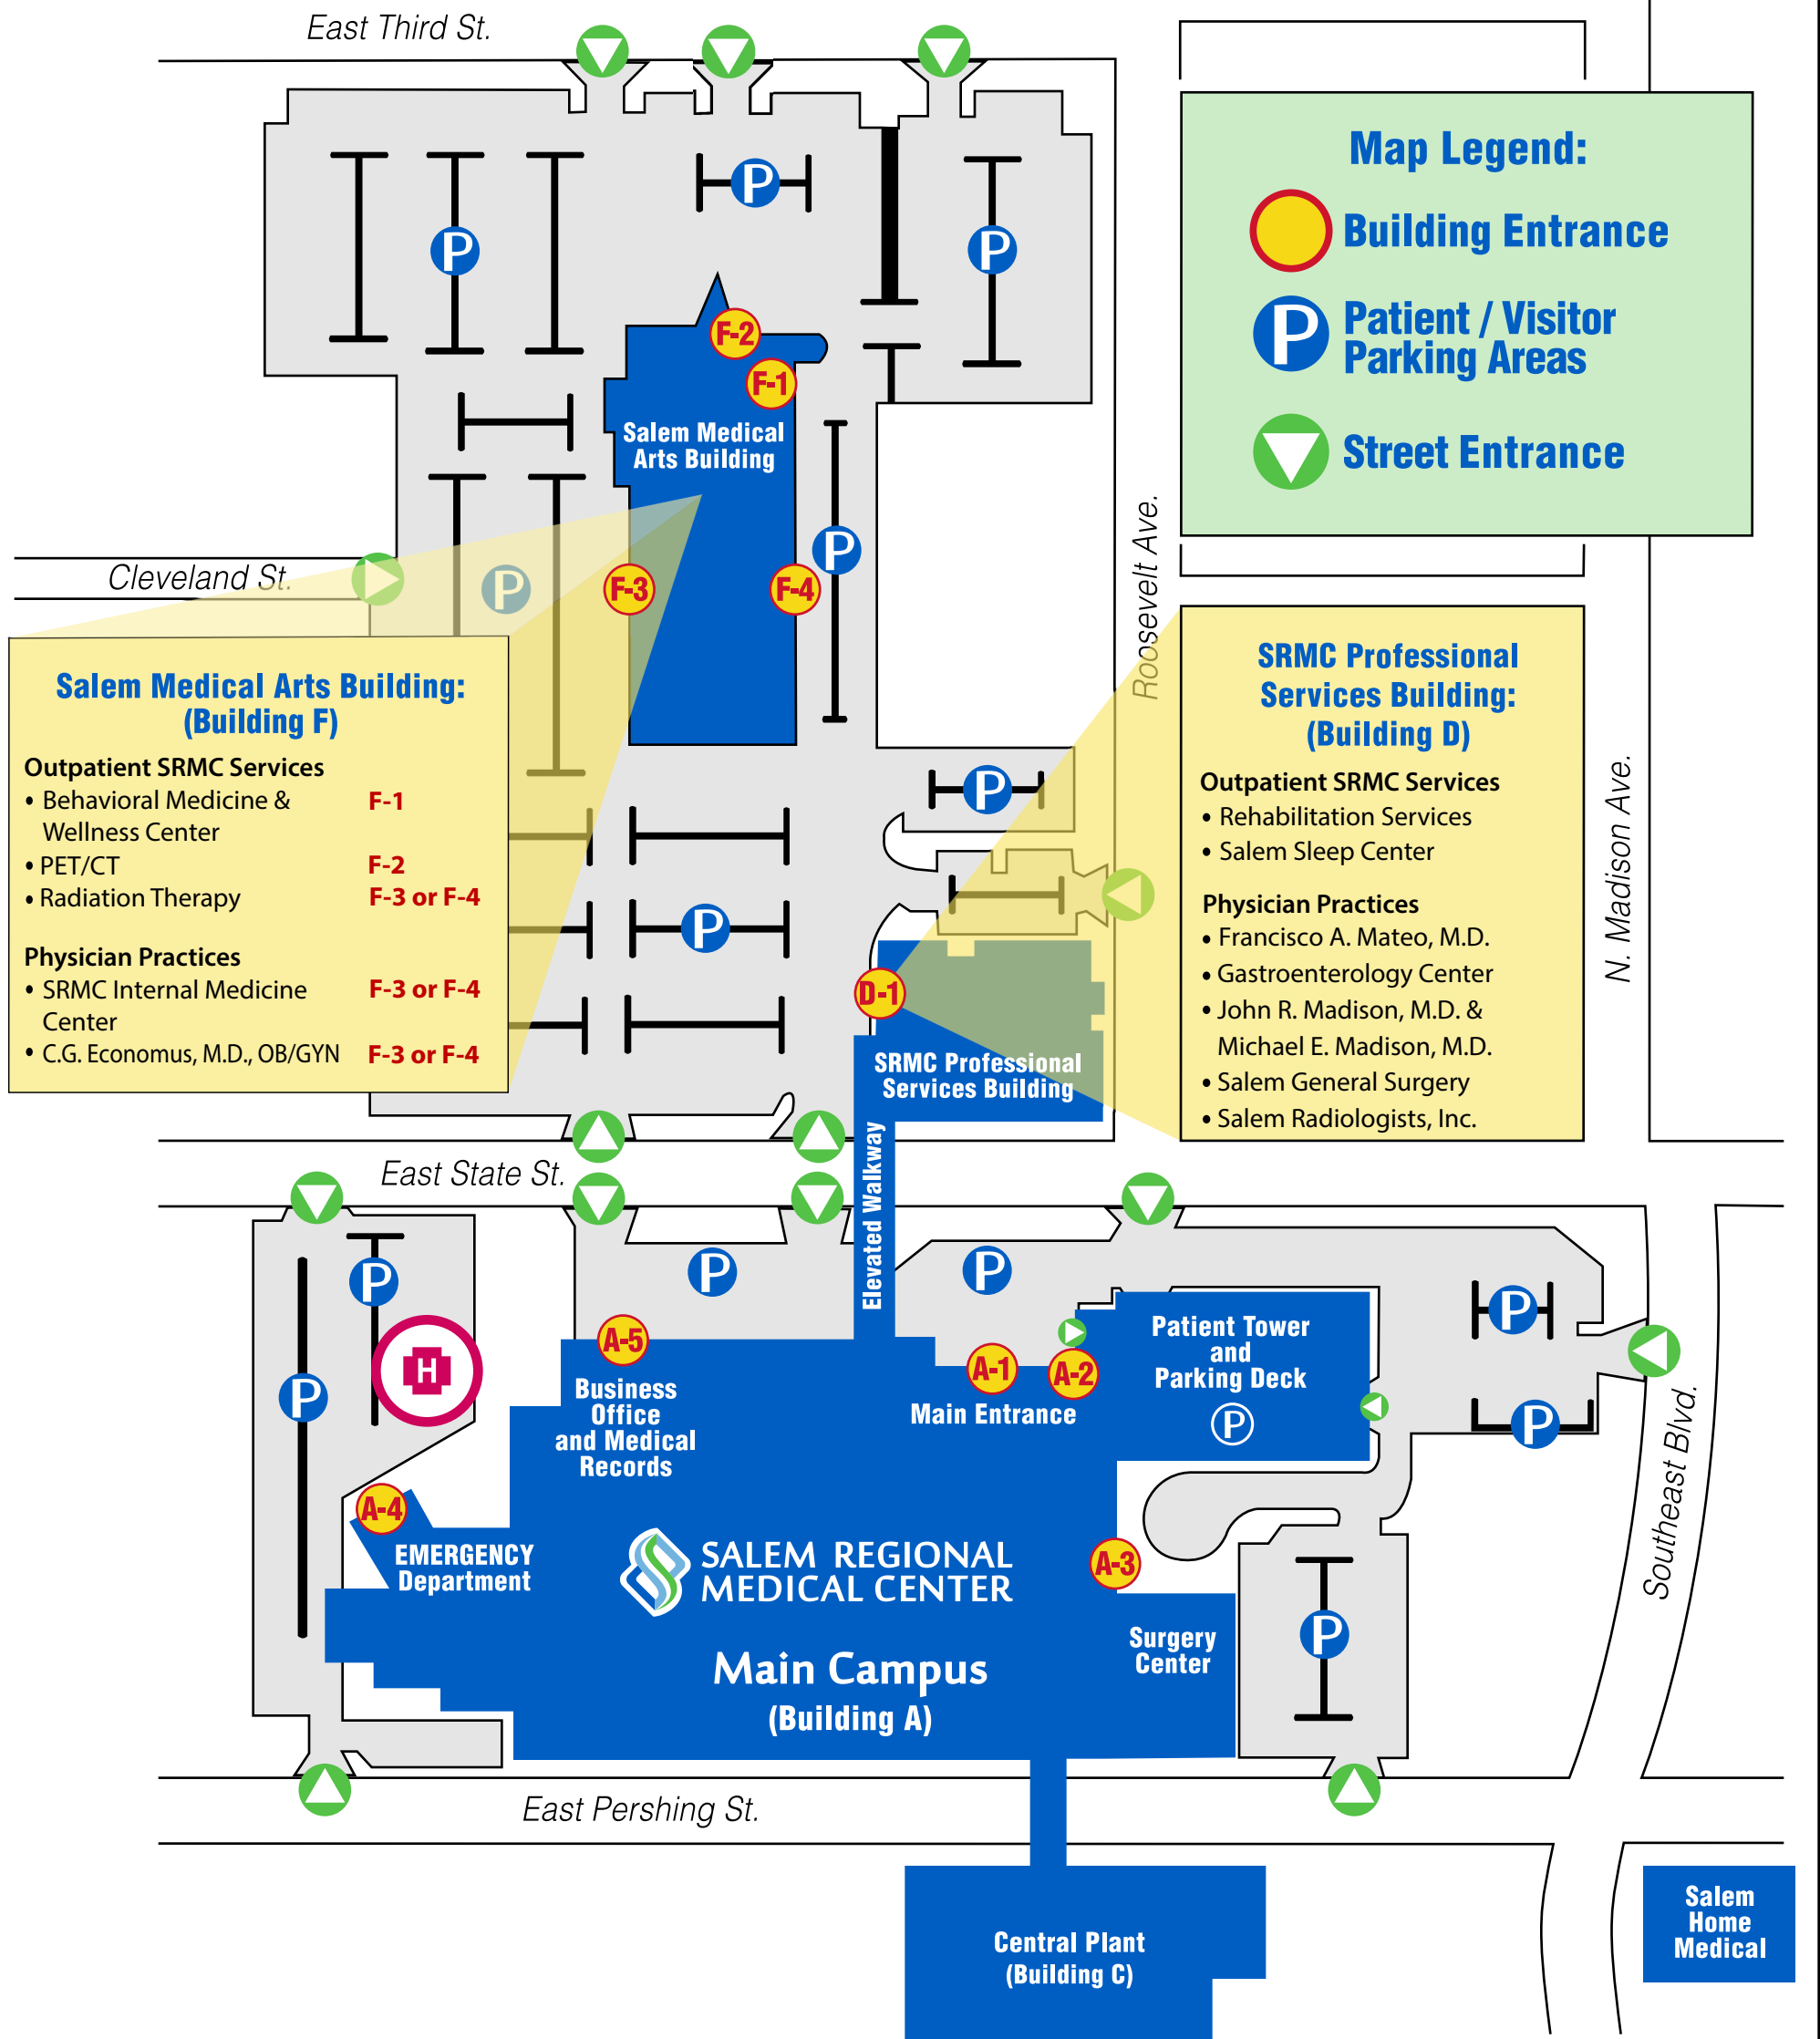 East Third St.
P
P
P
Map Legend:
Building Entrance
P
Patient / Visitor
Parking Areas
Street Entrance
F-2
F-1
Salem Medical
Arts Building
P
F-3
F-4
P
Cleveland St.
Roosevelt Ave.
N. Madison Ave.
Salem Medical Arts Building:
(Building F)
Outpatient SRMC Services
• Behavioral Medicine & F-1
Wellness Center
• PET/CT F-2
• Radiation Therapy F-3 or F-4
Physician Practices
• SRMC Internal Medicine F-3 or F-4
Center
• C.G. Economus, M.D., OB/GYN F-3 or F-4
SRMC Professional
Services Building:
(Building D)
Outpatient SRMC Services
• Rehabilitation Services
• Salem Sleep Center
Physician Practices
• Francisco A. Mateo, M.D.
• Gastroenterology Center
• John R. Madison, M.D. &
Michael E. Madison, M.D.
• Salem General Surgery
• Salem Radiologists, Inc.
P
P
D-1
SRMC Professional
Services Building
Elevated Walkway
East State St.
P
P
P
P
H
P
P
P
A-5
Business
Office
and Medical
Records
A-1
A-2
Main Entrance
Patient Tower
and
Parking Deck
P
Southeast Blvd.
A-4
EMERGENCY
Department
SALEM REGIONAL
MEDICAL CENTER
Main Campus
(Building A)
A-3
Surgery
Center
P
East Pershing St.
Central Plant
(Building C)
Salem
Home
Medical